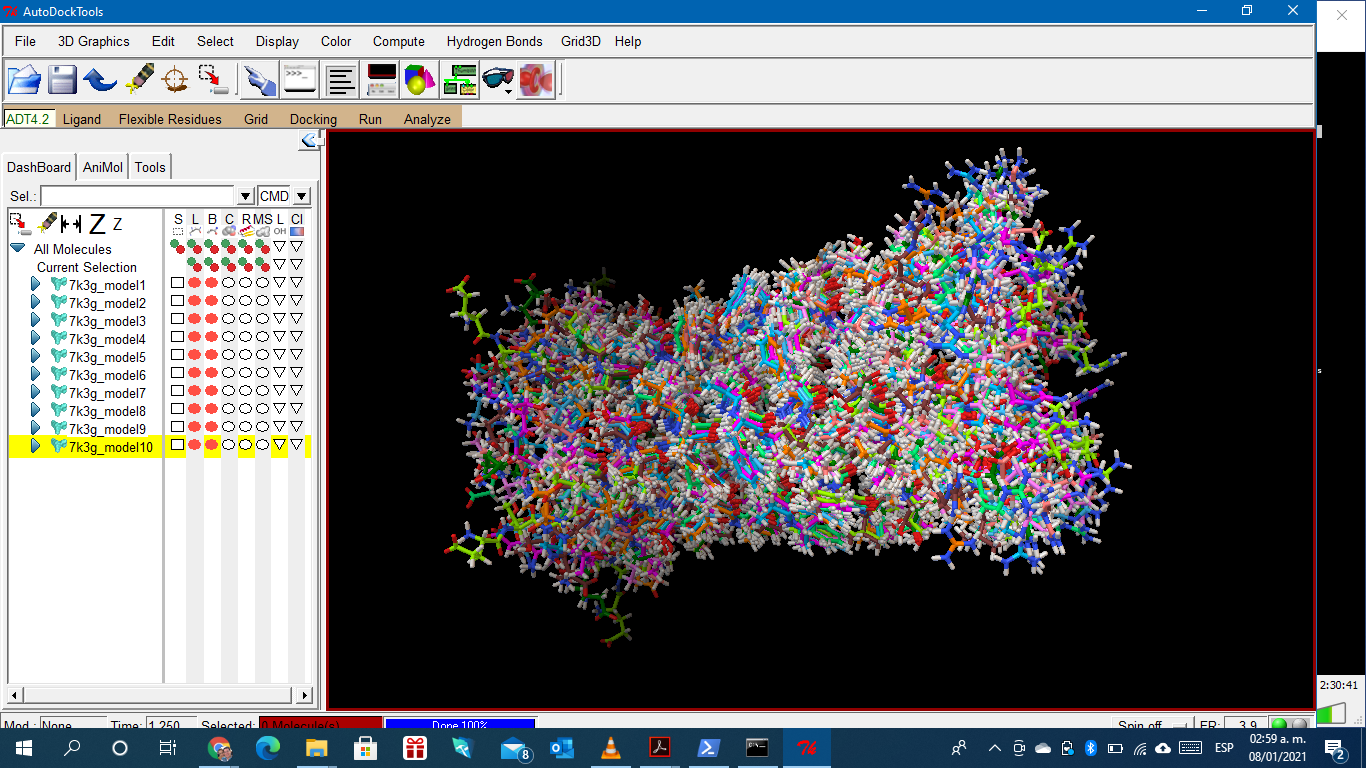 AutoDockTools
File 3D Graphics Edit Select Display Color Compute Hydrogen Bonds Grid3D Help
>>>_
ADT4.2 Ligand Flexible Residues Grid Docking Run Analyze
DashBoard AniMol Tools
Sel.: CMD
Z Z S L B C R MS L Cl
OH
All Molecules
Current Selection
7k3g_model1
7k3g_model2
7k3g_model3
7k3g_model4
7k3g_model5
7k3g_model6
7k3g_model7
7k3g_model8
7k3g_model9
7k3g_model10
s
2:30:41
Mod.: None Time: 1.250 Selected: 0 Molecule(s) Done 100% Spin off FR: 3.9
8 ESP 02:59 a. m.
08/01/2021 2